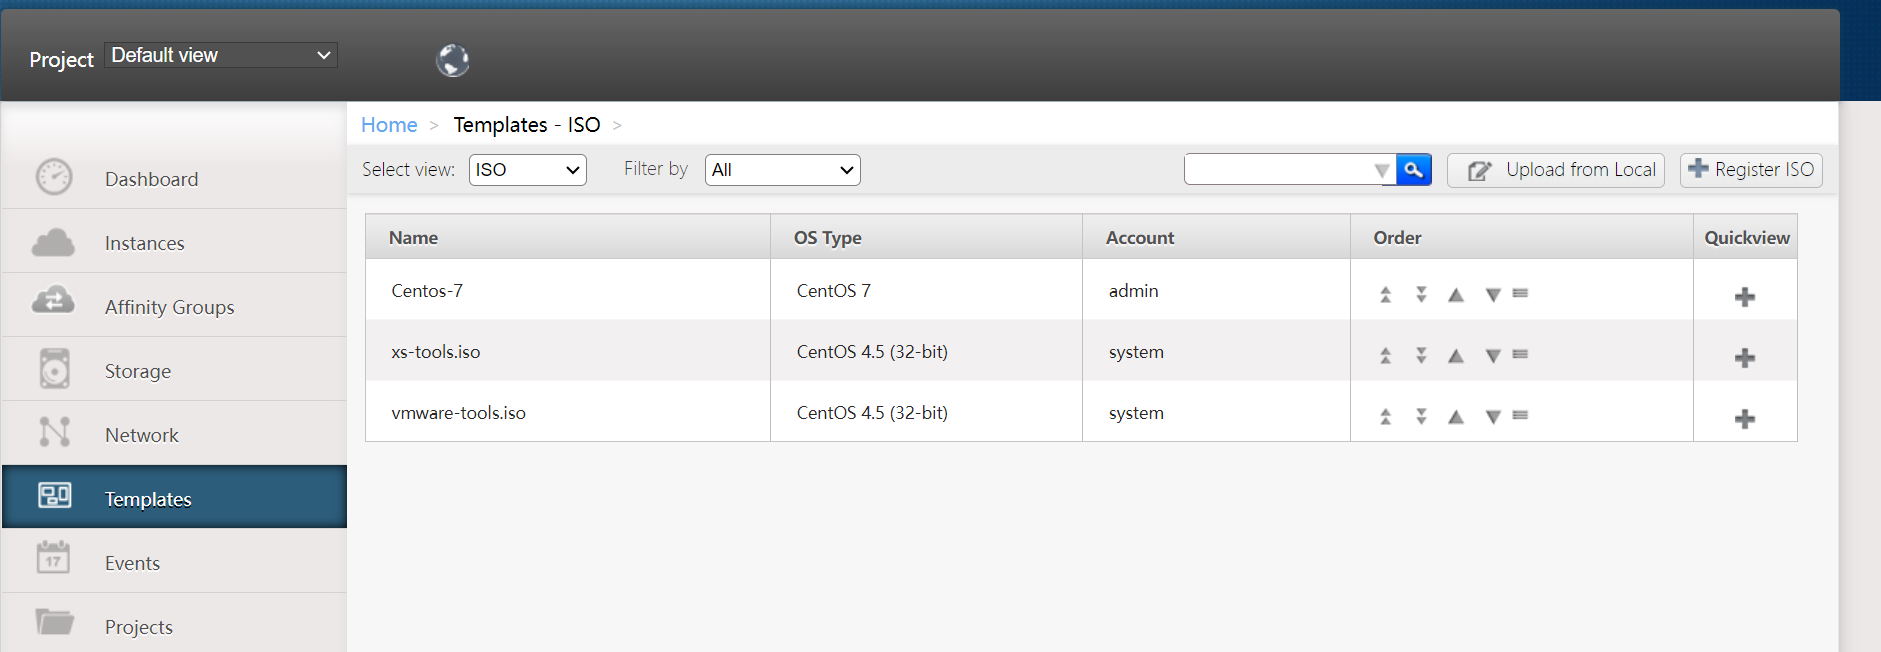 Project Default view
Home > Templates - ISO >
Select view: ISO Filter by All Upload from Local Register ISO
Name OS Type Account Order Quickview
Centos-7 CentOS 7 admin
xs-tools.iso CentOS 4.5 (32-bit) system
vmware-tools.iso CentOS 4.5 (32-bit) system
Dashboard
Instances
Affinity Groups
Storage
Network
Templates
17 Events
Projects